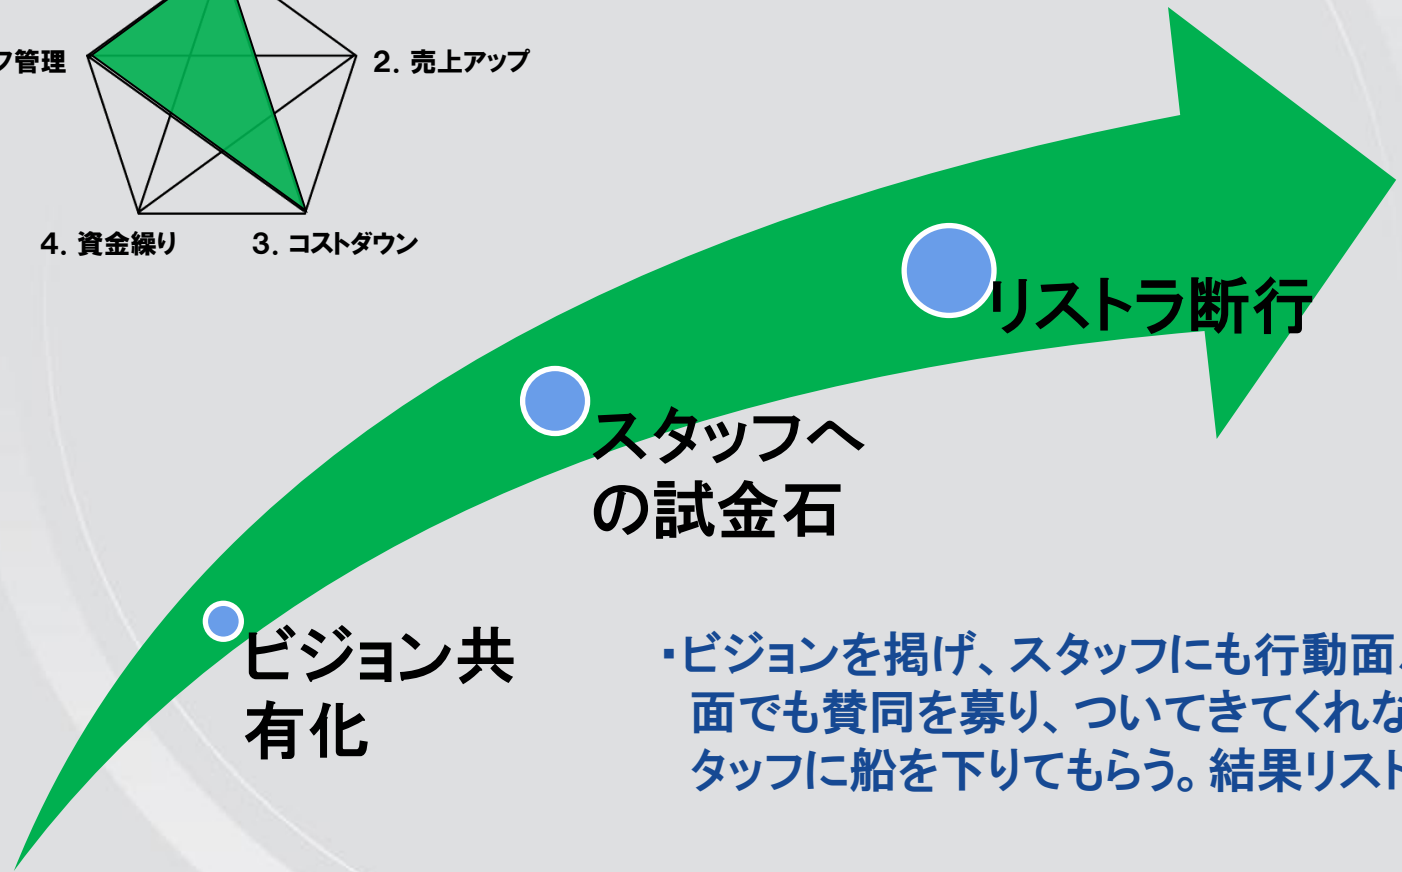 管理
2. 売上アップ
4. 資金繰り
3. コストダウン
リストラ断行
スタッフへ
の試金石
ビジョン共
有化
・ビジョンを掲げ、スタッフにも行動面
面でも賛同を募り、ついてきてくれな
タッフに船を下りてもらう。結果リスト